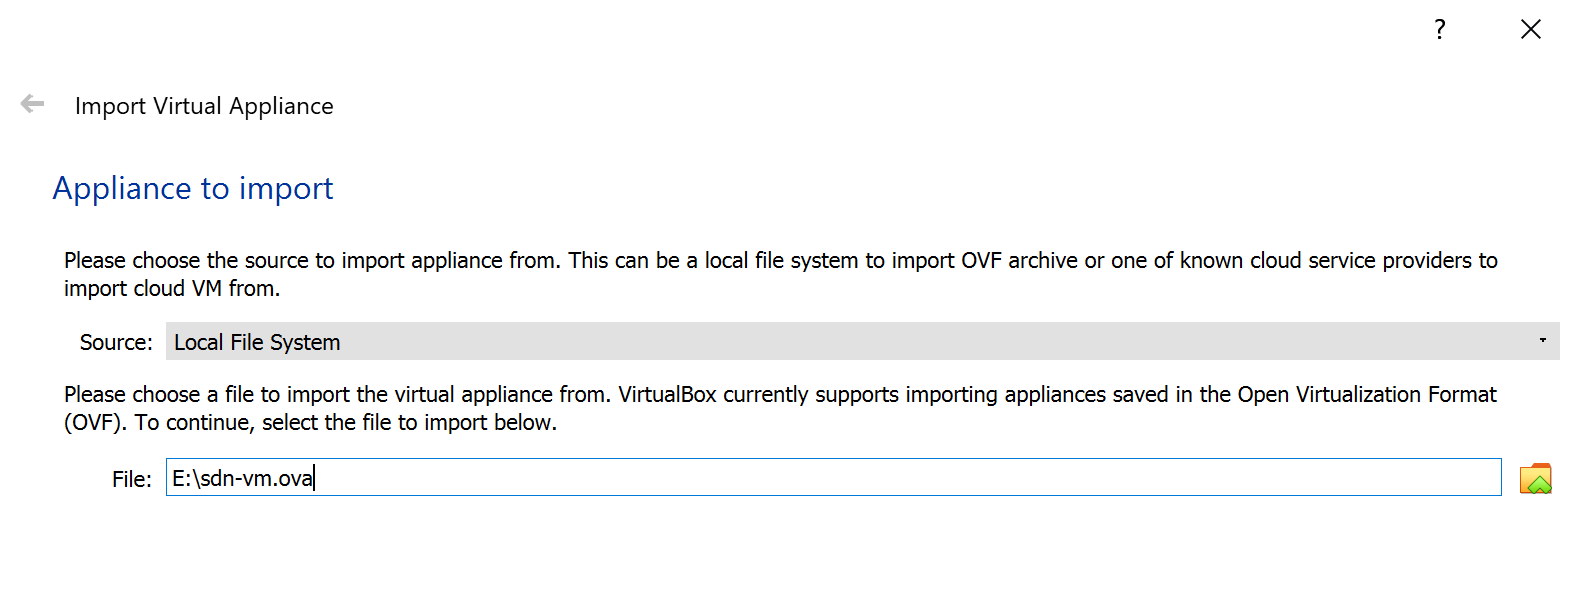 ?
Import Virtual Appliance
Appliance to import
Please choose the source to import appliance from. This can be a local file system to import OVF archive or one of known cloud service providers to
import cloud VM from.
Source: Local File System
Please choose a file to import the virtual appliance from. VirtualBox currently supports importing appliances saved in the Open Virtualization Format
(OVF). To continue, select the file to import below.
File: E:\sdn-vm.ova